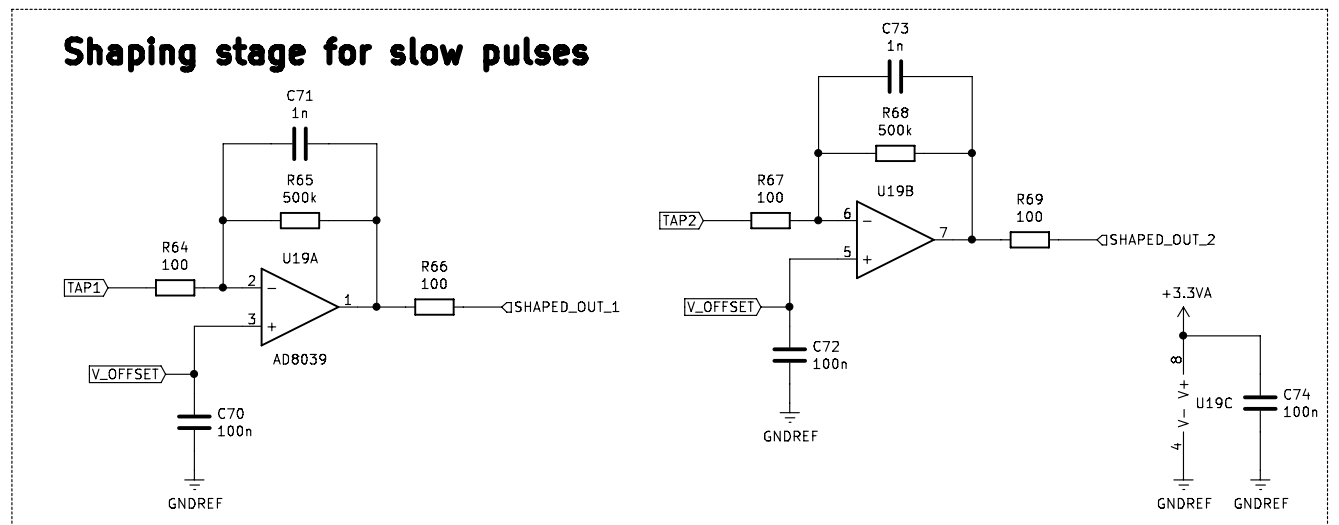 Shaping stage for slow pulses
C71
1n
R65
500k
R64
100
U19A
TAP1
2
-
1
3
+
R66
100
SHAPED_OUT_1
AD8039
V_OFFSET
C70
100n
GNDREF
C73
1n
R68
500k
R67
100
U19B
TAP2
6
-
7
5
+
R69
100
SHAPED_OUT_2
V_OFFSET
C72
100n
GNDREF
+3.3VA
8
V+
U19C
V-
4
C74
100n
GNDREF
GNDREF